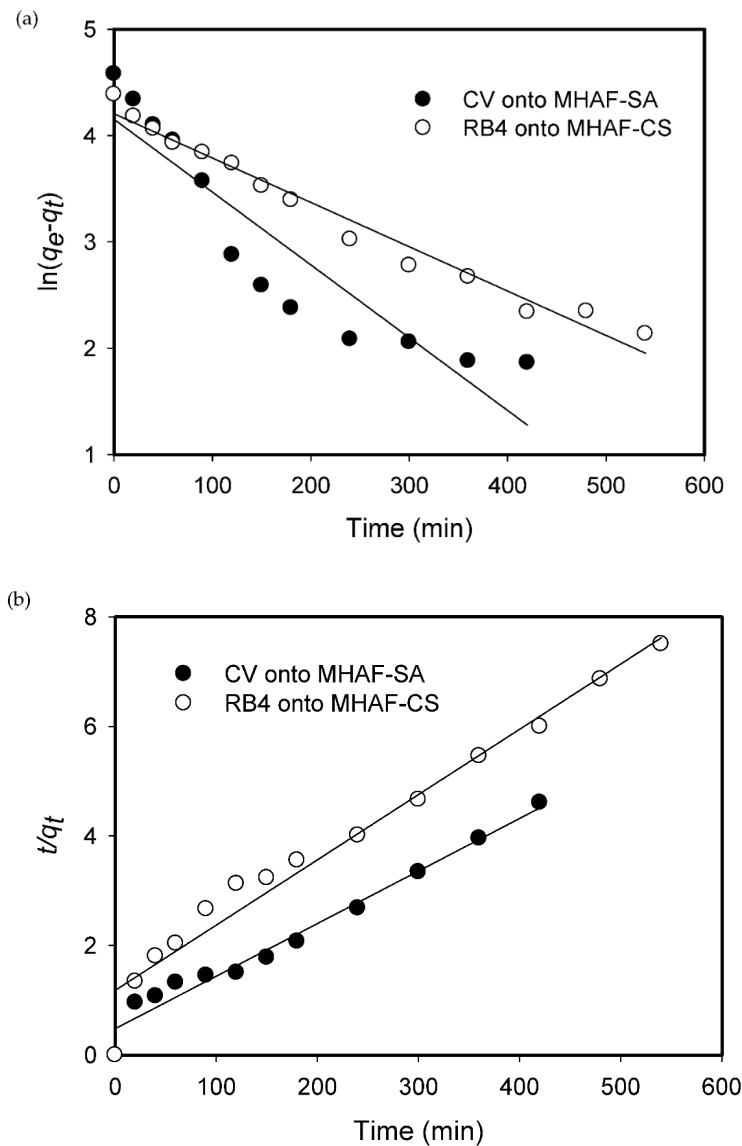 (a)
5
4
3
2
1
ln(qe-qt)
CV onto MHAF-SA
RB4 onto MHAF-CS
0 100 200 300 400 500 600
Time (min)
(b)
8
6
4
2
0
t/qt
CV onto MHAF-SA
RB4 onto MHAF-CS
0 100 200 300 400 500 600
Time (min)